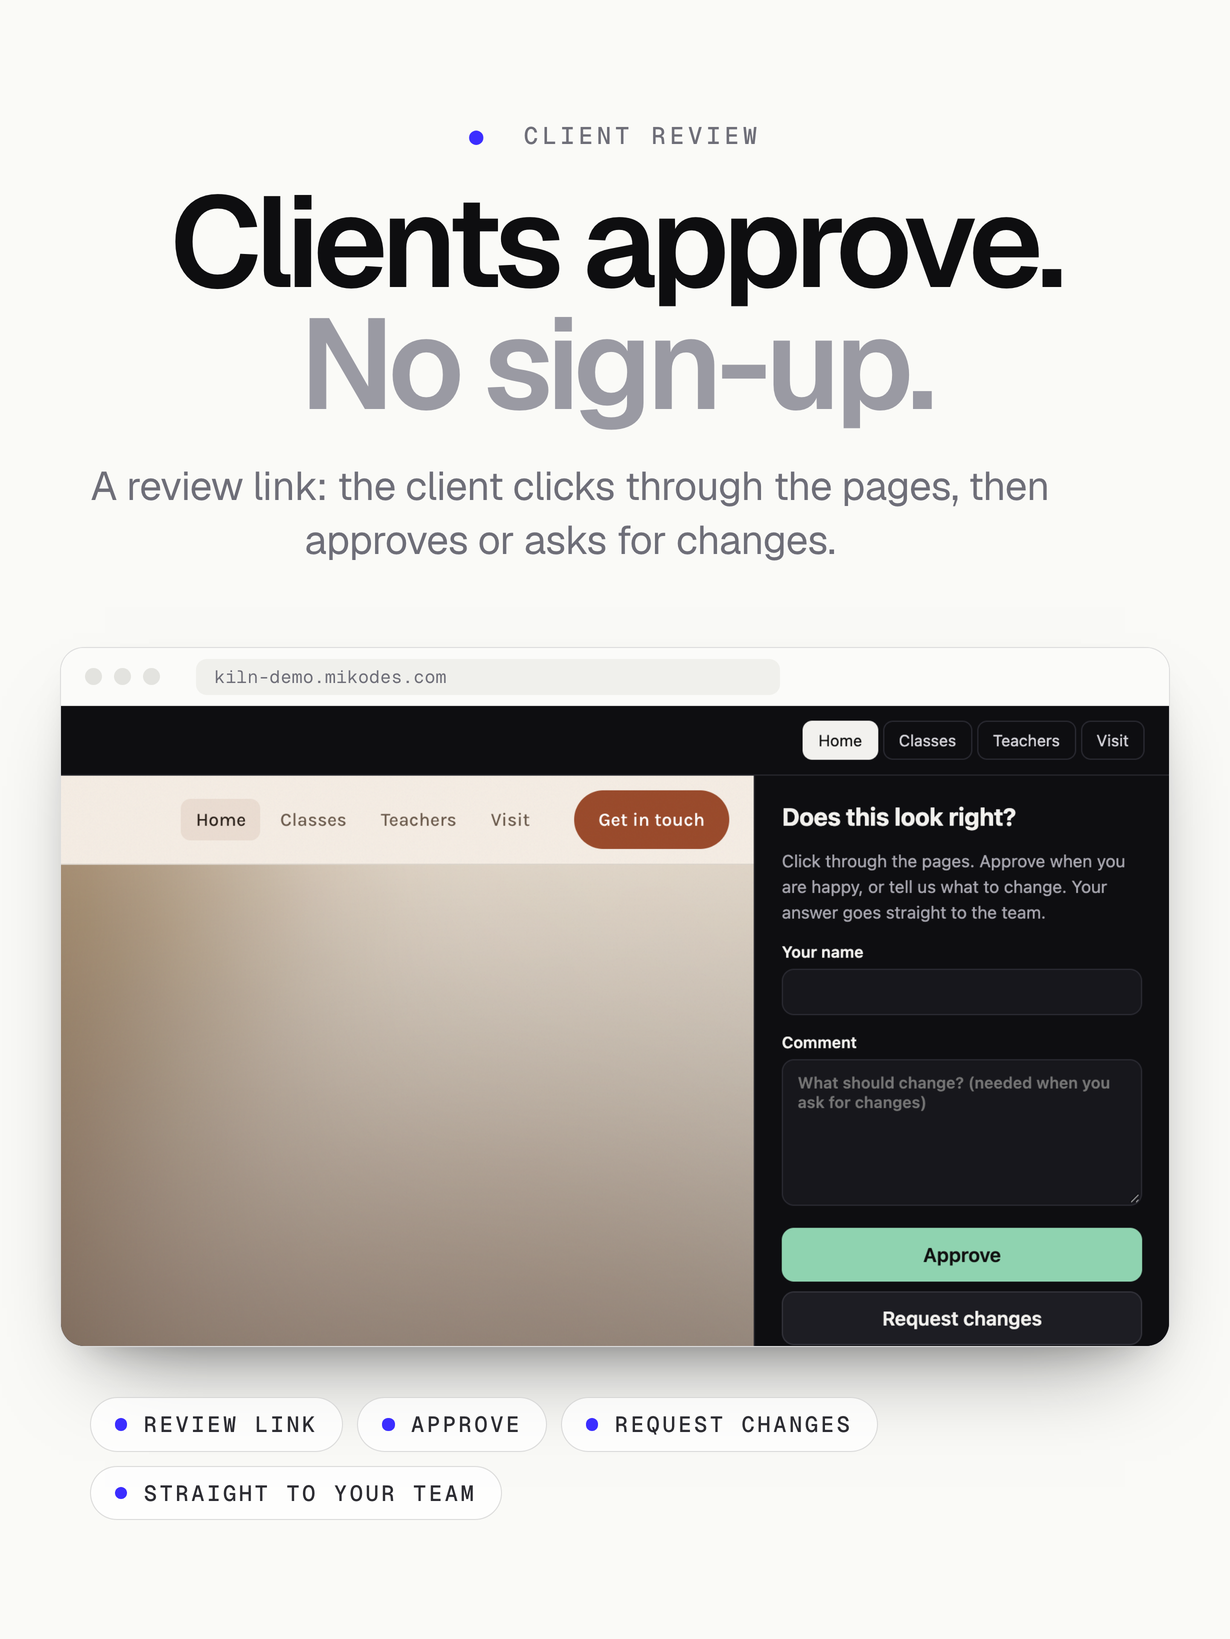 CLIENT REVIEW
Clients approve.
No sign-up.
A review link: the client clicks through the pages, then
approves or asks for changes.
kiln-demo.mikodes.com
Home Classes Teachers Visit
Home Classes Teachers Visit Get in touch
Does this look right?
Click through the pages. Approve when you
are happy, or tell us what to change. Your
answer goes straight to the team.
Your name
Comment
What should change? (needed when you
ask for changes)
Approve
Request changes
REVIEW LINK APPROVE REQUEST CHANGES
STRAIGHT TO YOUR TEAM